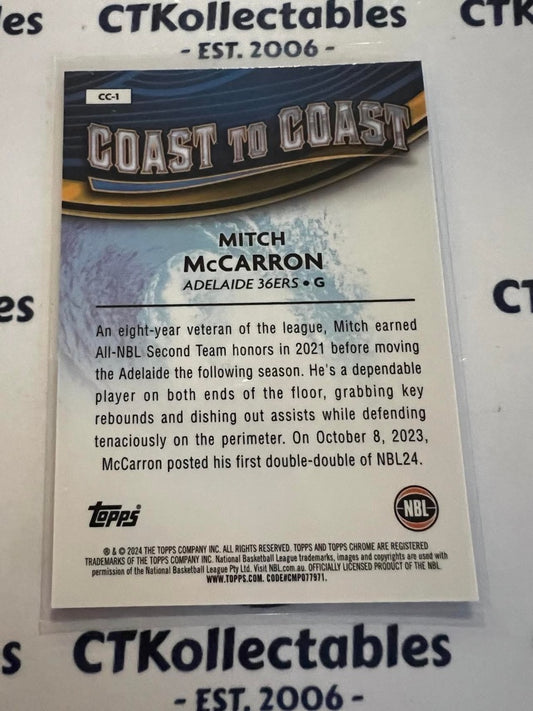 es
CTKollectables
CTK
- EST. 2006 -
CC-1
COAST TO COAST
MITCH
McCARRON
ADELAIDE 36ERS • G
An eight-year veteran of the league, Mitch earned
All-NBL Second Team honors in 2021 before moving
the Adelaide the following season. He's a dependable
player on both ends of the floor, grabbing key
rebounds and dishing out assists while defending
tenaciously on the perimeter. On October 8, 2023,
McCarron posted his first double-double of NBL24.
es
CT
topps
NBL
® & © 2024 THE TOPPS COMPANY INC. ALL RIGHTS RESERVED. TOPPS AND TOPPS CHROME ARE REGISTERED
TRADEMARKS OF THE TOPPS COMPANY INC. National Basketball League trademarks, images and copyrights are used with
permission of the National Basketball League Pty Ltd. Visit NBL.com.au. OFFICIALLY LICENSED PRODUCT OF THE NBL
WWW.TOPPS.COM. CODE#CMP077971.
s
CTKollectables
CT
- EST. 2006 -